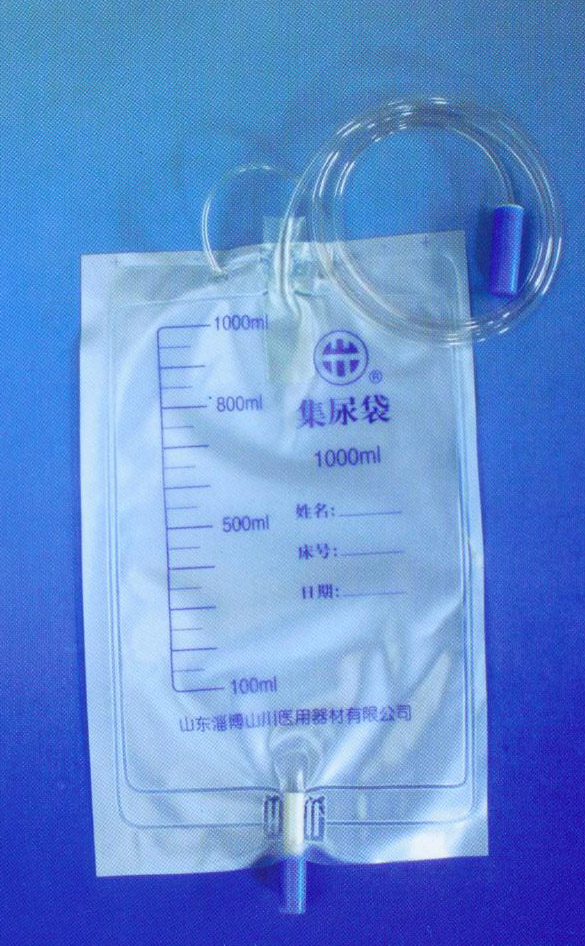 1000ml
800ml
500ml
100ml
®
集尿袋
1000ml
姓名:
床号:
日期:
山东淄博山川医用器材有限公司